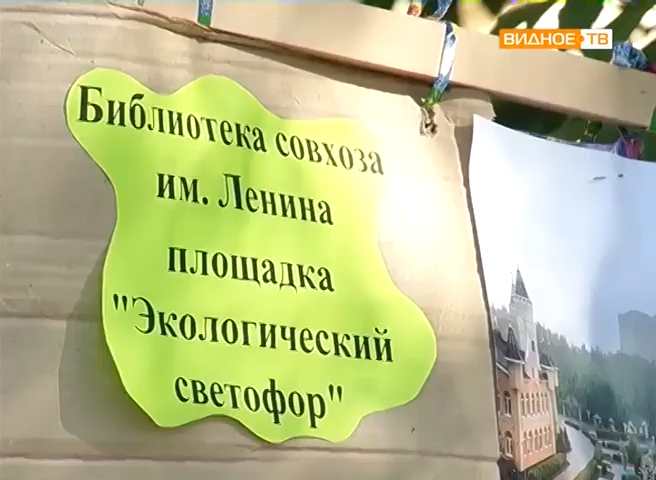 ВИДНОЕ ТВ
Библиотека совхоза
им. Ленина
площадка
"Экологический
светофор"